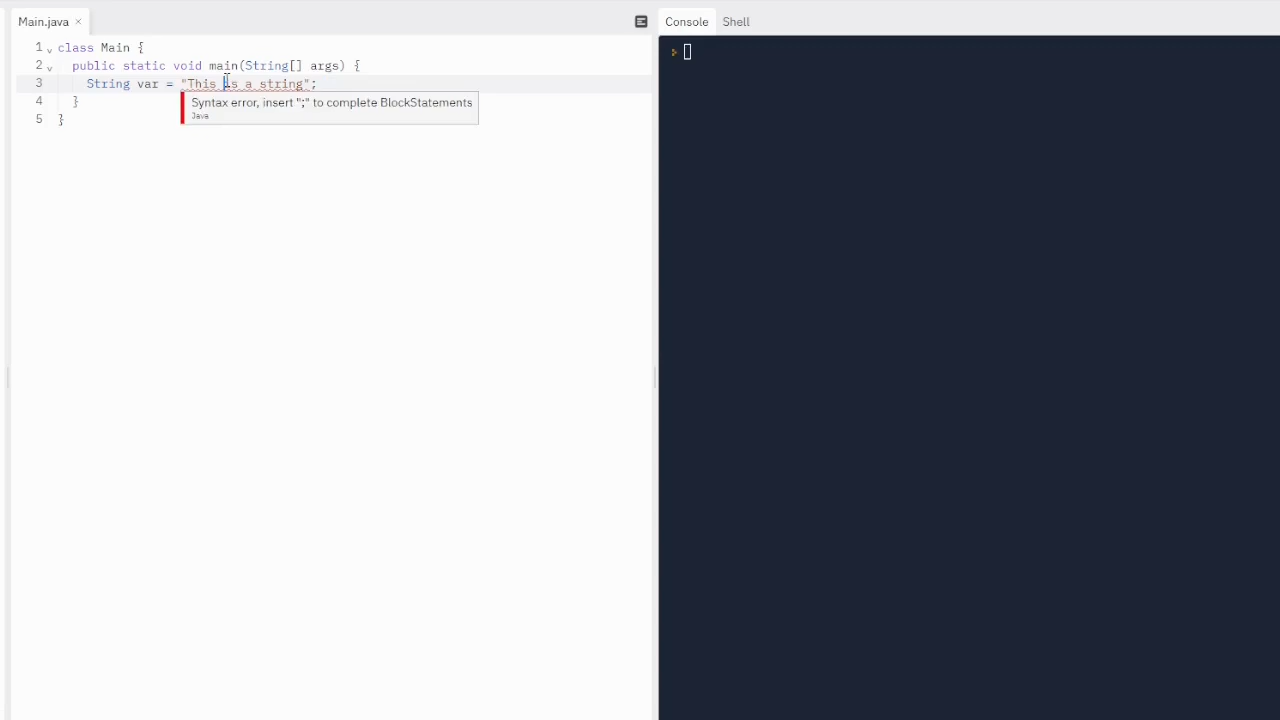 Main.java ×
Console Shell
1 class Main {
2 public static void main(String[] args) {
3 String var = "This is a string";
Syntax error, insert ";" to complete BlockStatements
Java
4 }
5 }